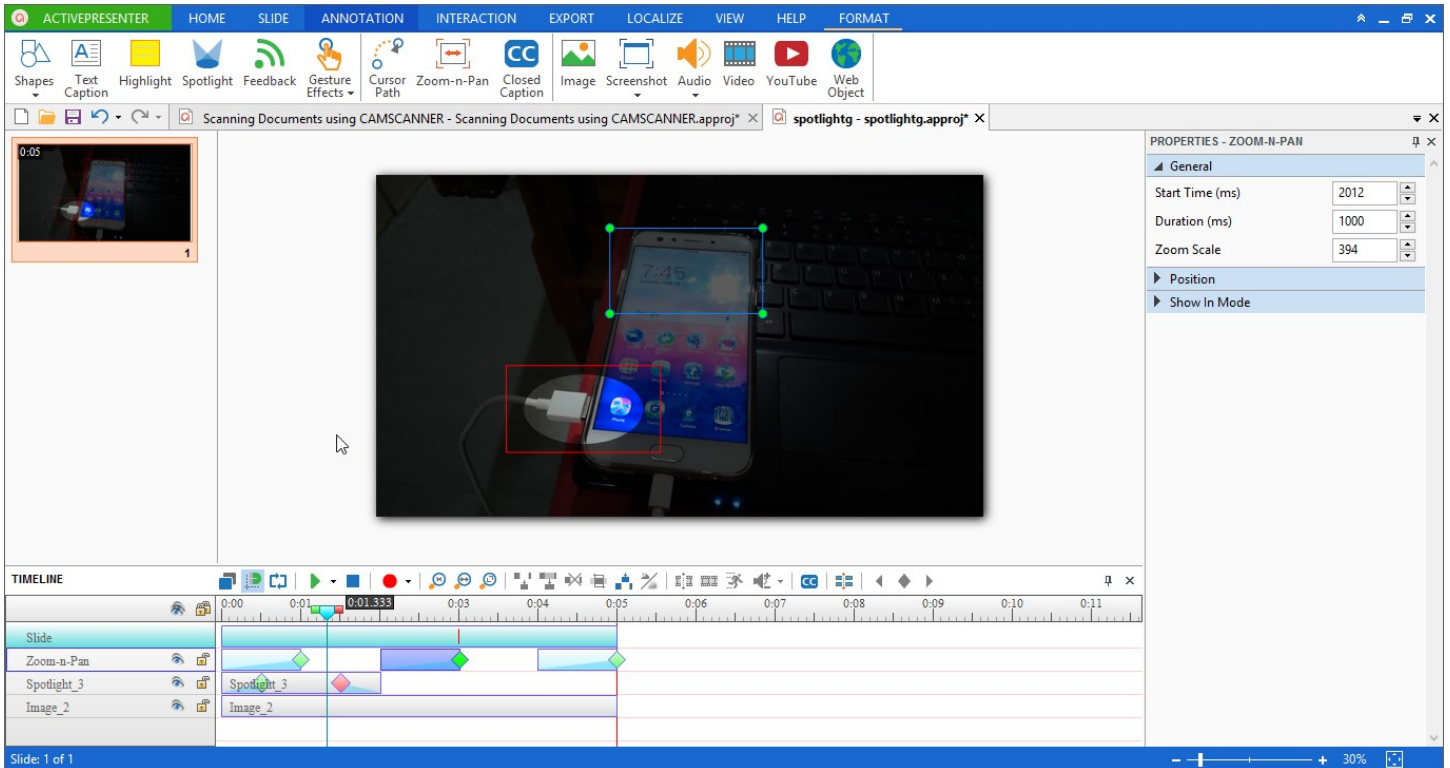 ACTIVEPRESENTER HOME SLIDE ANNOTATION INTERACTION EXPORT LOCALIZE VIEW HELP FORMAT
Shapes Text Caption Highlight Spotlight Feedback Gesture Effects Cursor Path Zoom-n-Pan CC Closed Caption Image Screenshot Audio Video YouTube Web Object
Scanning Documents using CAMSCANNER - Scanning Documents using CAMSCANNER.approj* spotlightg - spotlightg.approj*
PROPERTIES - ZOOM-N-PAN
General
Start Time (ms) 2012
Duration (ms) 1000
Zoom Scale 394
Position
Show In Mode
0:05
1
7:45
Phone
TIMELINE CC
0:00 0:01 0:01.333 0:03 0:04 0:05 0:06 0:07 0:08 0:09 0:10 0:11
Slide
Zoom-n-Pan
Spotlight_3 Spotlight_3
Image_2 Image_2
Slide: 1 of 1 30%